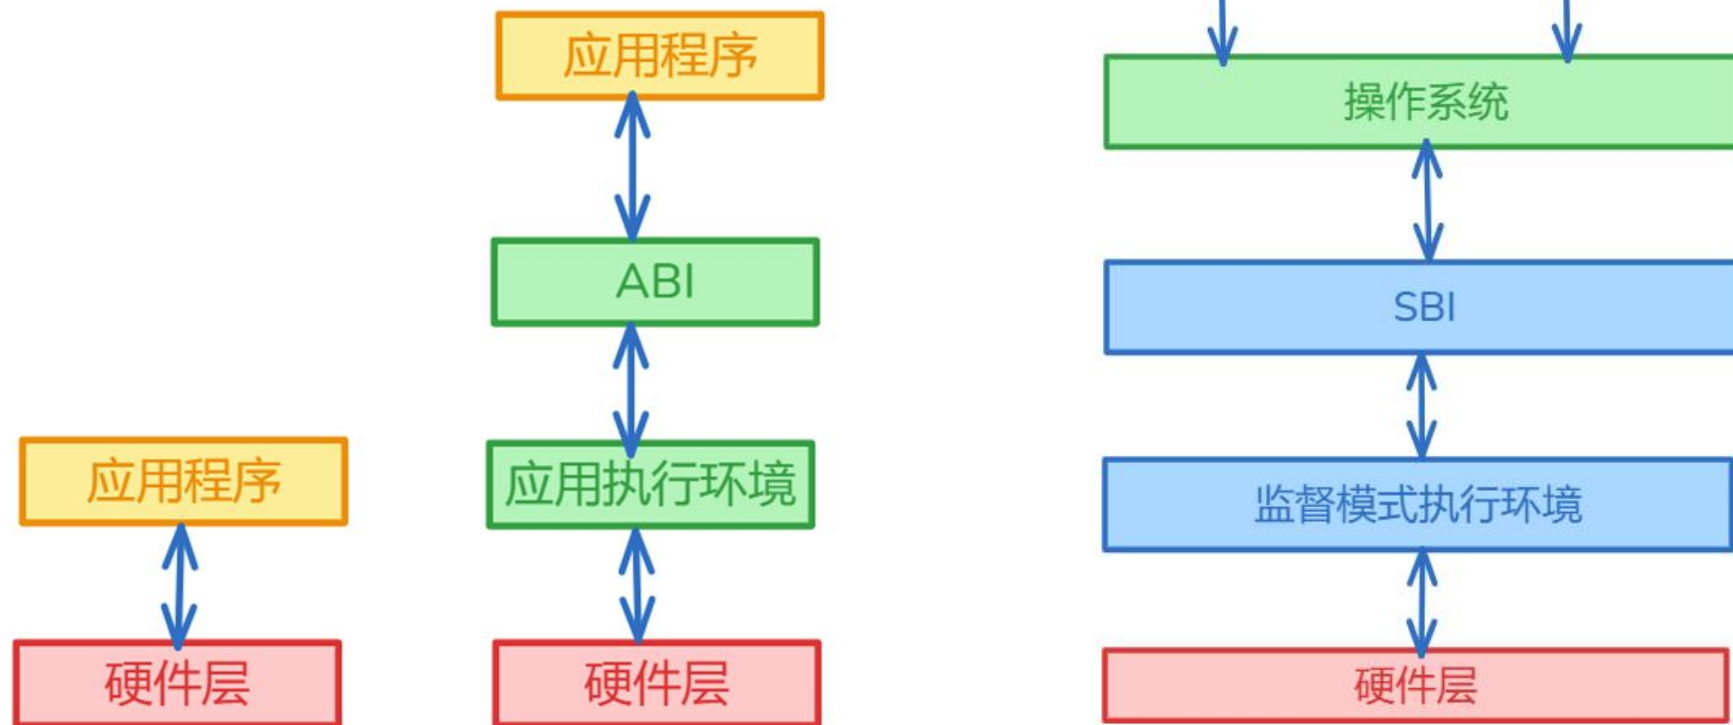 应用程序
硬件层
应用程序
ABI
应用执行环境
硬件层
操作系统
SBI
监督模式执行环境
硬件层